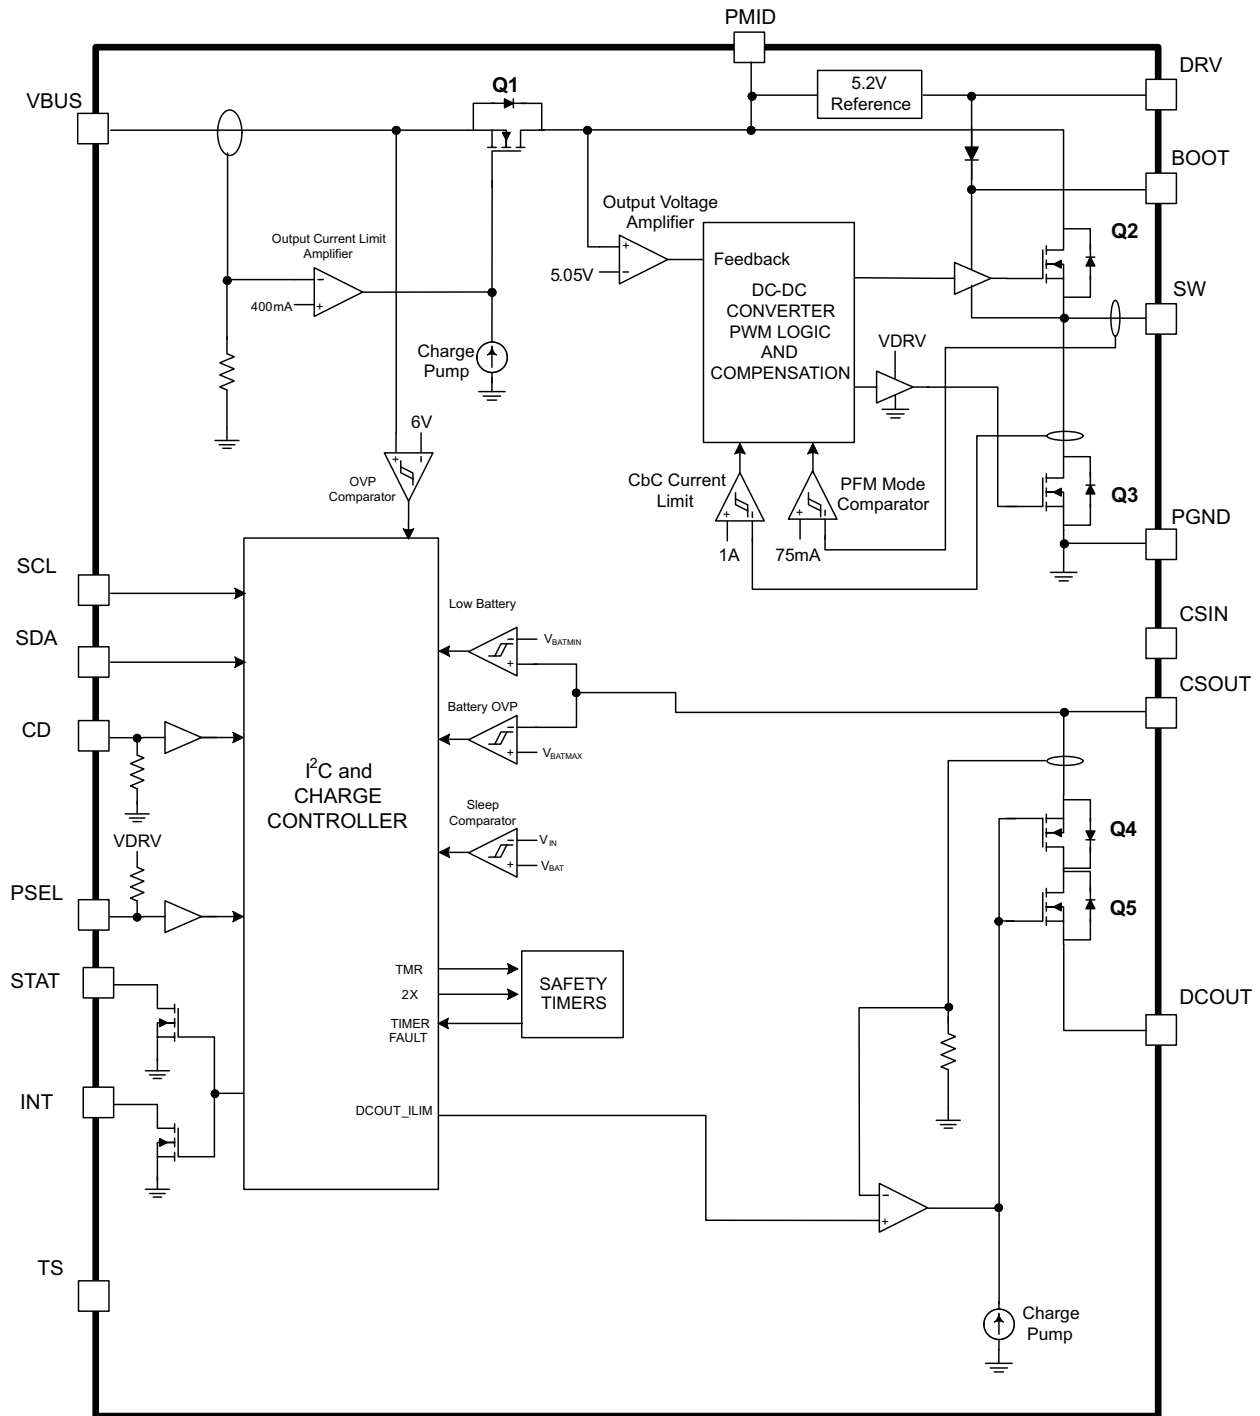 PMID
DRV
VBUS
Q1
5.2V
Reference
BOOT
Output Voltage
Amplifier
Q2
Output Current Limit
Amplifier
+
−
5.05V
Feedback
DC-DC
CONVERTER
PWM LOGIC
AND
COMPENSATION
SW
−
400mA
+
Charge
Pump
VDRV
6V
+
−
OVP
Comparator
CbC Current
Limit
PFM Mode
Comparator
Q3
+
−
+
−
1A
75mA
PGND
SCL
Low Battery
CSIN
SDA
−
VBATMIN
+
CSOUT
CD
Battery OVP
−
+
VBATMAX
I2C and
CHARGE
CONTROLLER
Sleep
Comparator
−
VIN
+
VBAT
Q4
VDRV
PSEL
Q5
STAT
TMR
2X
TIMER
FAULT
SAFETY
TIMERS
DCOUT
INT
DCOUT_ILIM
−
+
TS
Charge
Pump